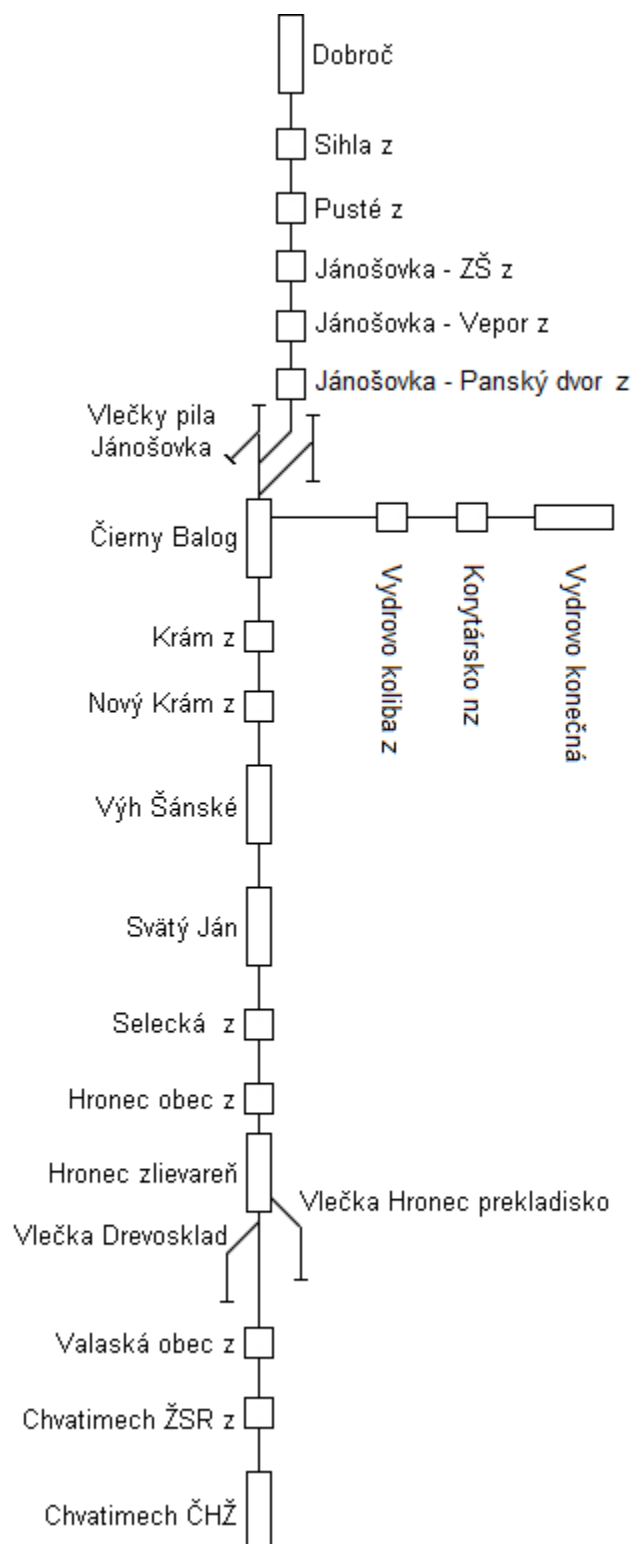 Dobroč
Sihla z
Pusté z
Jánošovka - ZŠ z
Jánošovka - Vepor z
Jánošovka - Panský dvor z
Vlečky pila
Jánošovka
Čierny Balog
Vydrovo koliba z
Korytársko nz
Vydrovo konečná
Krám z
Nový Krám z
Výh Šánské
Svätý Ján
Selecká z
Hronec obec z
Hronec zlievareň
Vlečka Hronec prekladisko
Vlečka Drevosklad
Valaská obec z
Chvatimech ŽSR z
Chvatimech ČHŽ